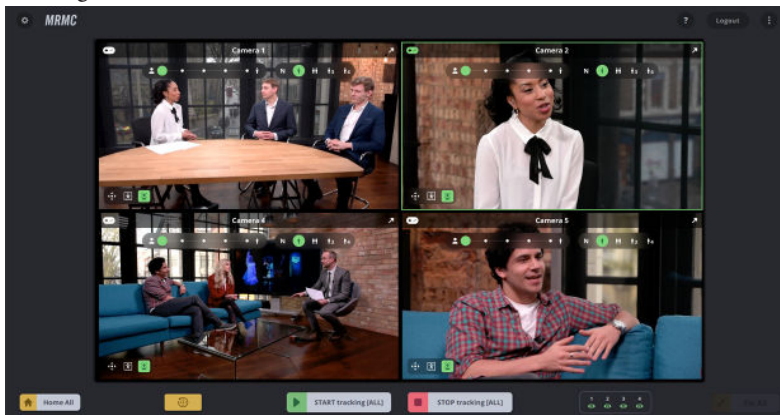 MRMC
?
Logout
Camera 1
N
Camera 2
N
Camera 4
N
Camera 5
N
Home All
START tracking [ALL]
STOP tracking [ALL]
1 2 3 4